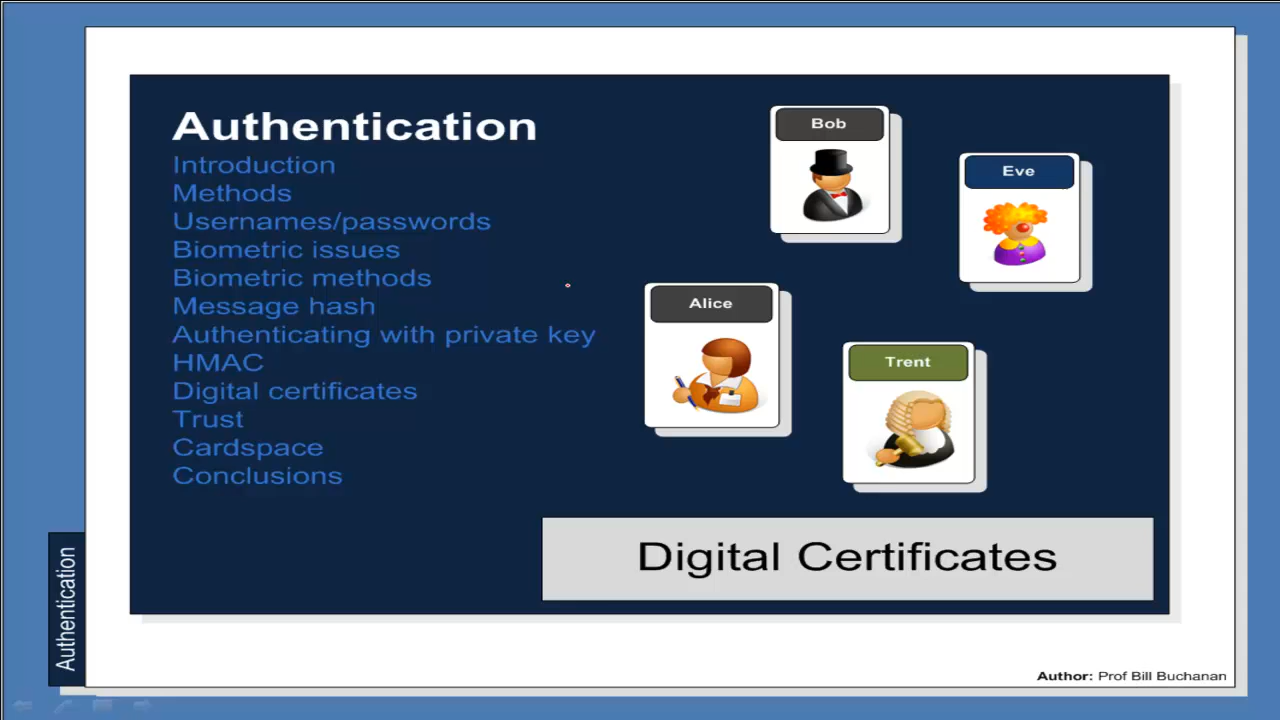 Authentication
Introduction
Methods
Usernames/passwords
Biometric issues
Biometric methods
Message hash
Authenticating with private key
HMAC
Digital certificates
Trust
Cardspace
Conclusions
Bob
Eve
Alice
Trent
Digital Certificates
Authentication
Author: Prof Bill Buchanan